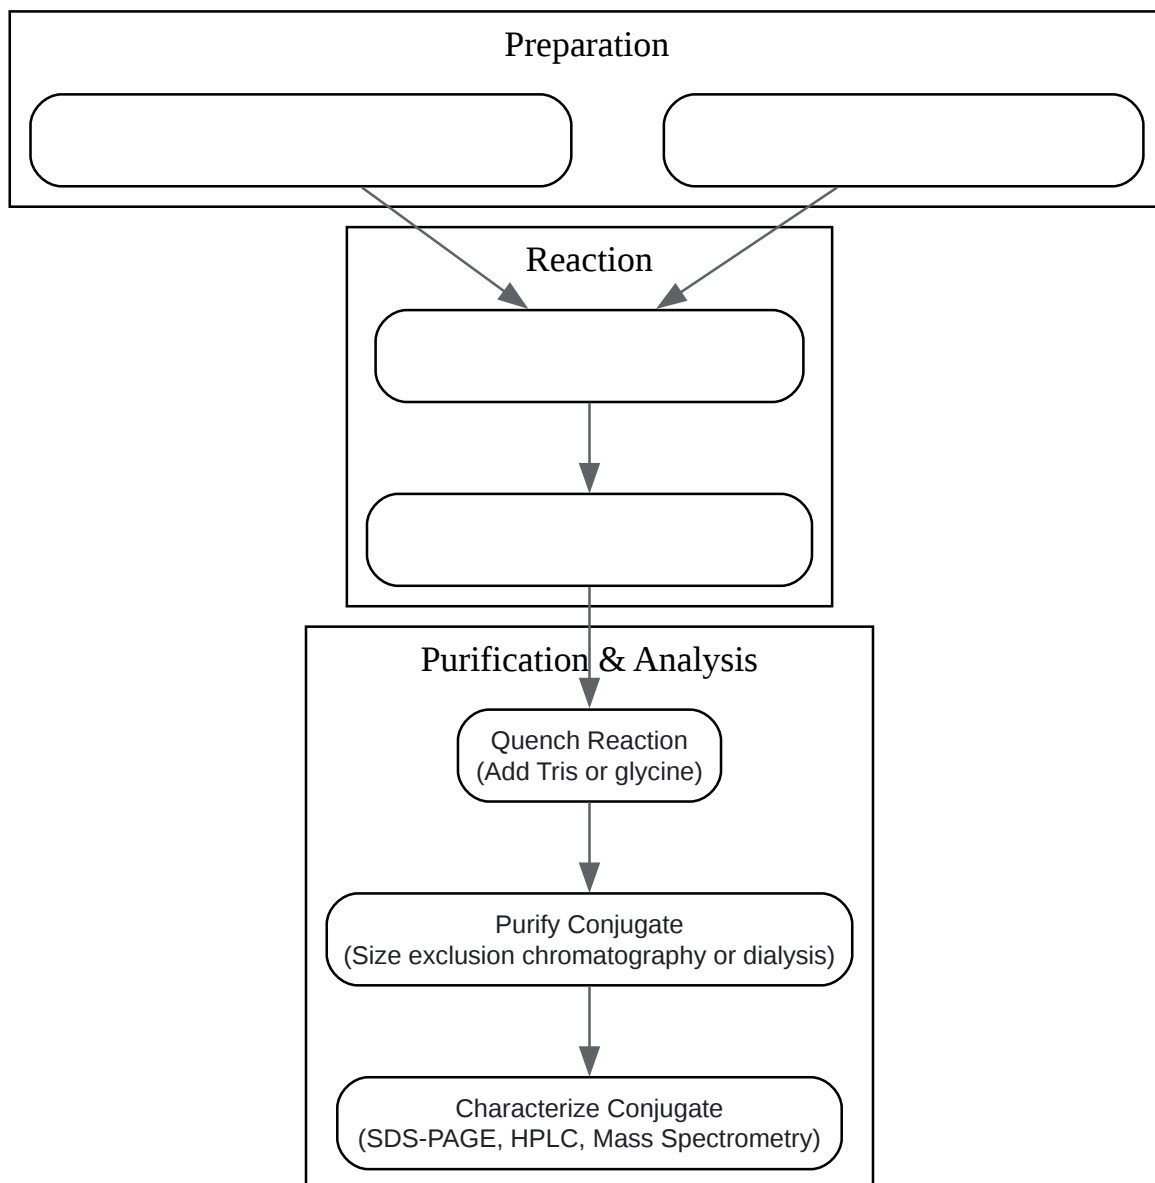 Preparation
Reaction
Purification & Analysis
Quench Reaction
(Add Tris or glycine)
Purify Conjugate
(Size exclusion chromatography or dialysis)
Characterize Conjugate
(SDS-PAGE, HPLC, Mass Spectrometry)